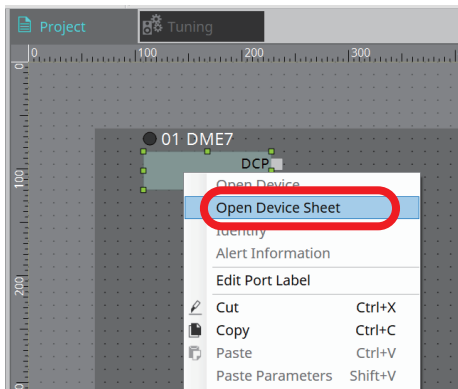 Project
Tuning
0
100
200
300
0
100
200
01 DME7
DCP
Open Device
Open Device Sheet
Identify
Alert Information
Edit Port Label
Cut Ctrl+X
Copy Ctrl+C
Paste Ctrl+V
Paste Parameters Shift+V